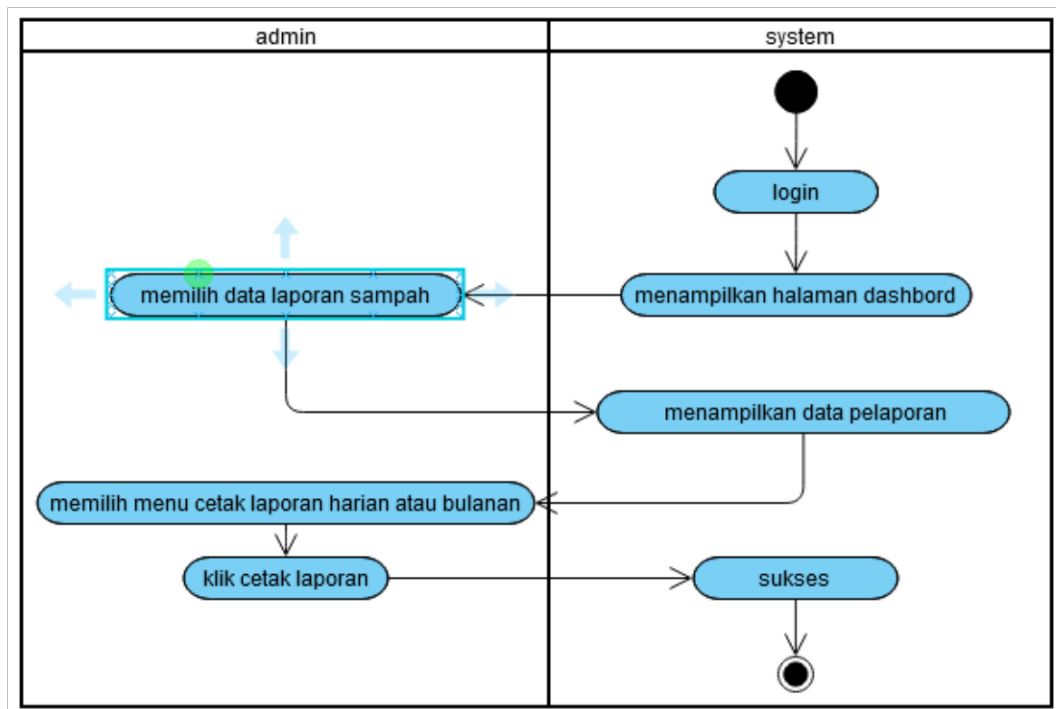 admin
system
login
menampilkan halaman dashbord
memilih data laporan sampah
menampilkan data pelaporan
memilih menu cetak laporan harian atau bulanan
klik cetak laporan
sukses